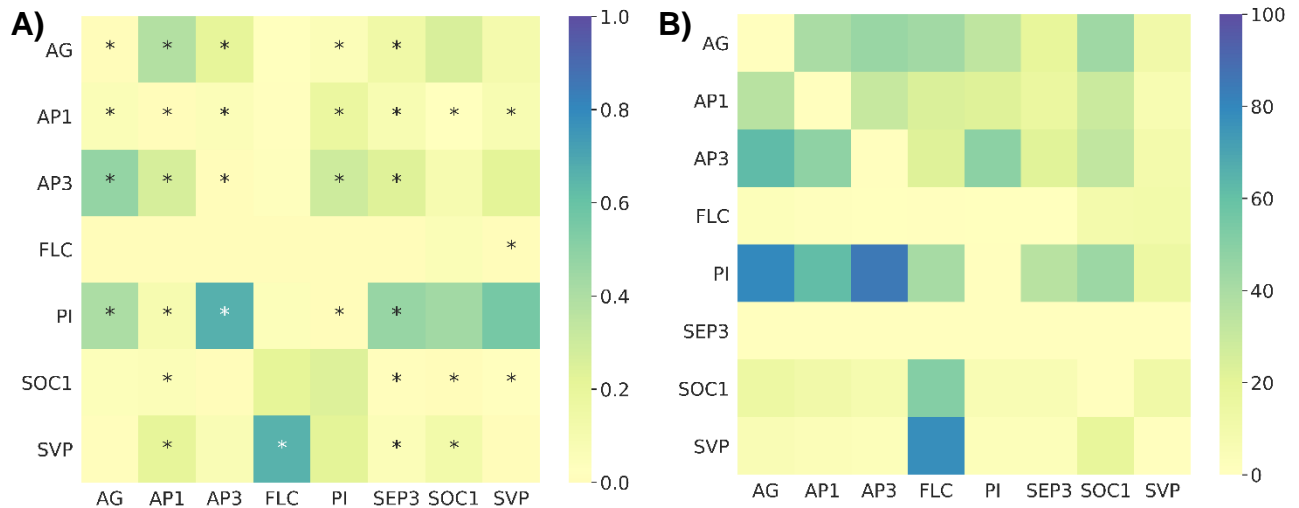 A)
AG * * * * *
AP1 * * * * * * *
AP3 * * * * *
FLC *
PI * * * * *
SOC1 * * * *
SVP * * * *
AG AP1 AP3 FLC PI SEP3 SOC1 SVP
1.0
0.8
0.6
0.4
0.2
0.0
B)
AG
AP1
AP3
FLC
PI
SEP3
SOC1
SVP
AG AP1 AP3 FLC PI SEP3 SOC1 SVP
100
80
60
40
20
0